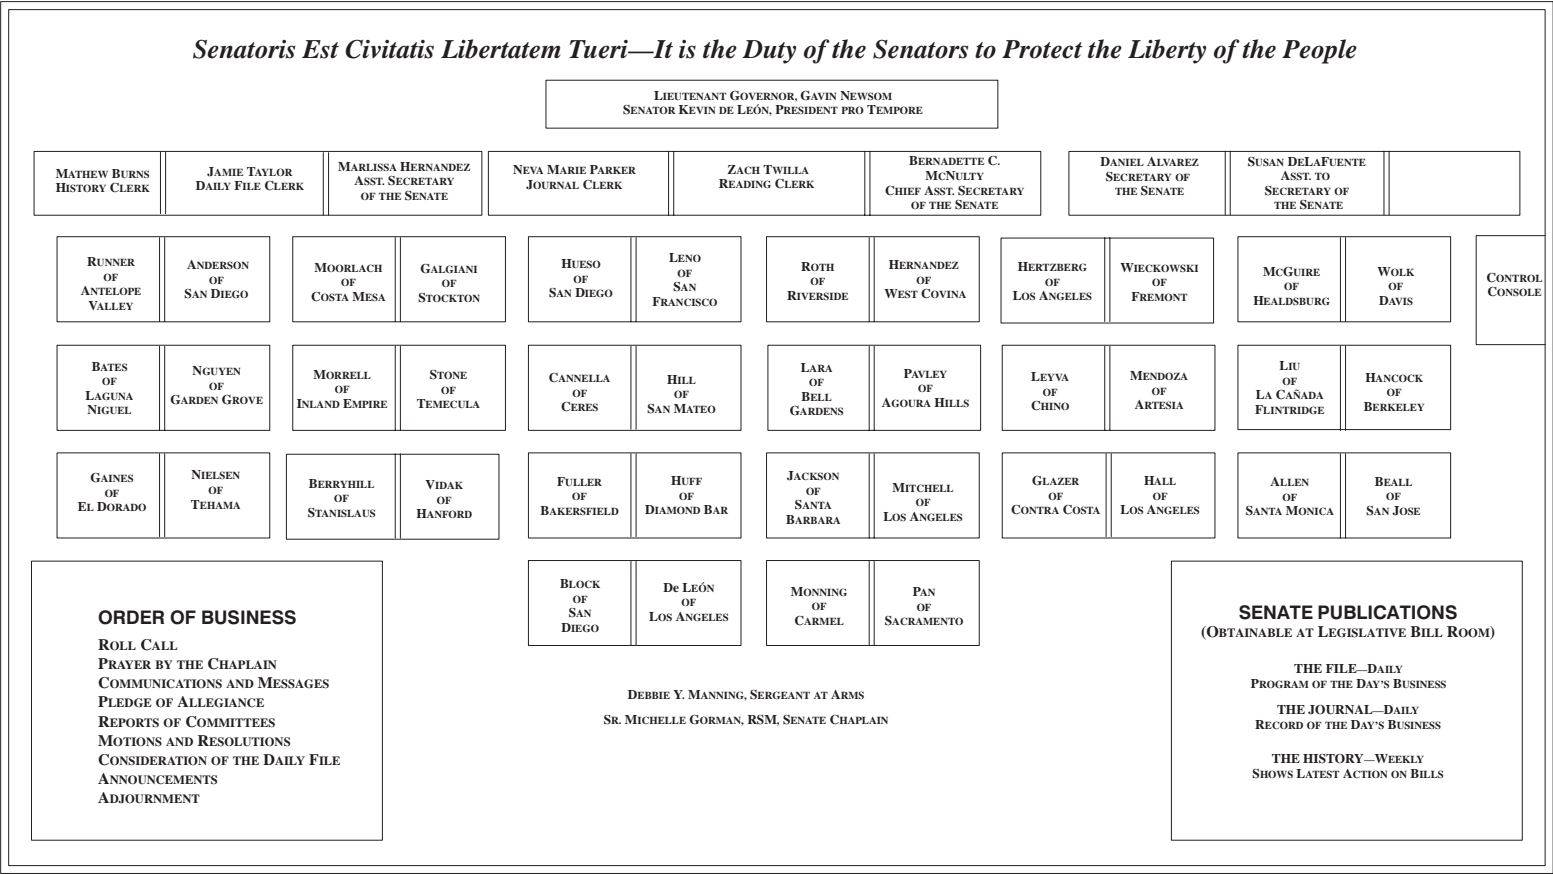 Senatoris Est Civitatis Libertatem Tueri—It is the Duty of the Senators to Protect the Liberty of the People
Lieutenant Governor, Gavin Newsom
Senator Kevin de León, President pro Tempore
Mathew Burns
History Clerk
Jamie Taylor
Daily File Clerk
Marlissa Hernandez
Asst. Secretary
of the Senate
Neva Marie Parker
Journal Clerk
Zach Twilla
Reading Clerk
Bernadette C.
McNulty
Chief Asst. Secretary
of the Senate
Daniel Alvarez
Secretary of
the Senate
Susan DeLaFuente
Asst. to
Secretary of
the Senate
Runner
of
Antelope
Valley
Anderson
of
San Diego
Moorlach
of
Costa Mesa
Galgiani
of
Stockton
Hueso
of
San Diego
Leno
of
San
Francisco
Roth
of
Riverside
Hernandez
of
West Covina
Hertzberg
of
Los Angeles
Wieckowski
of
Fremont
McGuire
of
Healdsburg
Wolk
of
Davis
Control
Console
Bates
of
Laguna
Niguel
Nguyen
of
Garden Grove
Morrell
of
Inland Empire
Stone
of
Temecula
Cannella
of
Ceres
Hill
of
San Mateo
Lara
of
Bell
Gardens
Pavley
of
Agoura Hills
Leyva
of
Chino
Mendoza
of
Artesia
Liu
of
La Cañada
Flintridge
Hancock
of
Berkeley
Gaines
of
El Dorado
Nielsen
of
Tehama
Berryhill
of
Stanislaus
Vidak
of
Hanford
Fuller
of
Bakersfield
Huff
of
Diamond Bar
Jackson
of
Santa
Barbara
Mitchell
of
Los Angeles
Glazer
of
Contra Costa
Hall
of
Los Angeles
Allen
of
Santa Monica
Beall
of
San Jose
Block
of
San
Diego
De León
of
Los Angeles
Monning
of
Carmel
Pan
of
Sacramento
ORDER OF BUSINESS
Roll Call
Prayer by the Chaplain
Communications and Messages
Pledge of Allegiance
Reports of Committees
Motions and Resolutions
Consideration of the Daily File
Announcements
Adjournment
Debbie Y. Manning, Sergeant at Arms
Sr. Michelle Gorman, RSM, Senate Chaplain
SENATE PUBLICATIONS
(Obtainable at Legislative Bill Room)
THE FILE—Daily
Program of the Day's Business
THE JOURNAL—Daily
Record of the Day's Business
THE HISTORY—Weekly
Shows Latest Action on Bills